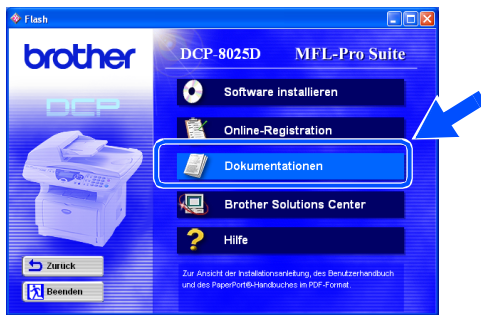 Flash
brother
DCP-8025D MFL-Pro Suite
DCP
Software installieren
Online-Registration
Dokumentationen
Brother Solutions Center
Hilfe
Zurück
Beenden
Zur Ansicht der Installationsanleitung, des Benutzerhandbuch
und des PaperPort®-Handbuches im PDF-Format.